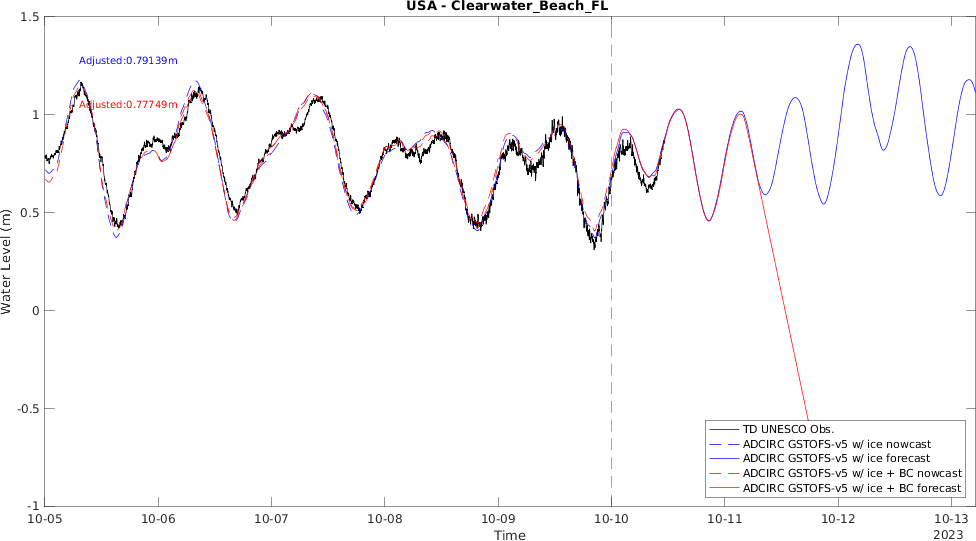 USA - Clearwater_Beach_FL
1.5
Adjusted:0.79139m
Adjusted:0.77749m
1
0.5
0
-0.5
-1
Water Level (m)
TD UNESCO Obs.
ADCIRC GSTOFS-v5 w/ ice nowcast
ADCIRC GSTOFS-v5 w/ ice forecast
ADCIRC GSTOFS-v5 w/ ice + BC nowcast
ADCIRC GSTOFS-v5 w/ ice + BC forecast
10-05 10-06 10-07 10-08 10-09 10-10 10-11 10-12 10-13
Time
2023